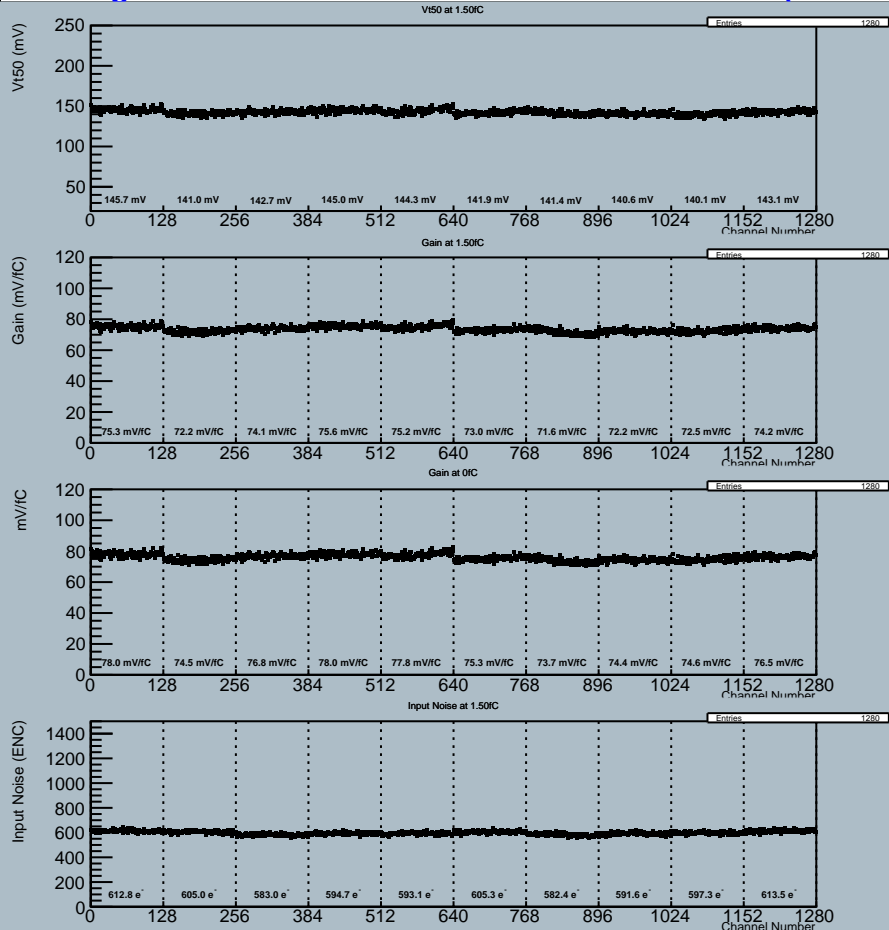 Vt50 at 1.50fC
Entries 1280
Vt50 (mV)
250
200
150
100
50
145.7 mV 141.0 mV 142.7 mV 145.0 mV 144.3 mV 141.9 mV 141.4 mV 140.6 mV 140.1 mV 143.1 mV
0 128 256 384 512 640 768 896 1024 1152 1280
Channel Number
Gain at 1.50fC
Entries 1280
Gain (mV/fC)
120
100
80
60
40
20
0
75.3 mV/fC 72.2 mV/fC 74.1 mV/fC 75.6 mV/fC 75.2 mV/fC 73.0 mV/fC 71.6 mV/fC 72.2 mV/fC 72.5 mV/fC 74.2 mV/fC
0 128 256 384 512 640 768 896 1024 1152 1280
Channel Number
Gain at 0fC
Entries 1280
mV/fC
120
100
80
60
40
20
0
78.0 mV/fC 74.5 mV/fC 76.8 mV/fC 78.0 mV/fC 77.8 mV/fC 75.3 mV/fC 73.7 mV/fC 74.4 mV/fC 74.6 mV/fC 76.5 mV/fC
0 128 256 384 512 640 768 896 1024 1152 1280
Channel Number
Input Noise at 1.50fC
Entries 1280
Input Noise (ENC)
1400
1200
1000
800
600
400
200
0
612.8 e⁻ 605.0 e⁻ 583.0 e⁻ 594.7 e⁻ 593.1 e⁻ 605.3 e⁻ 582.4 e⁻ 591.6 e⁻ 597.3 e⁻ 613.5 e⁻
0 128 256 384 512 640 768 896 1024 1152 1280
Channel Number